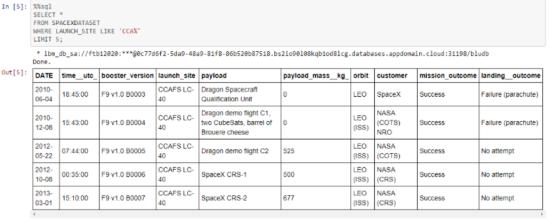 In [5]: %%sql
SELECT *
FROM SPACEXDATASET
WHERE LAUNCH_SITE LIKE 'CCA%'
LIMIT 5;
* ibm_db_sa://ftb12020:***@0c77d6f2-5da9-48a9-81f8-86b520b87518.bs2io90l08kqb1od8lcg.databases.appdomain.cloud:31198/bludb
Done.
Out[5]:
DATE time__utc_ booster_version launch_site payload payload_mass__kg_ orbit customer mission_outcome landing__outcome
2010-06-04 18:45:00 F9 v1.0 B0003 CCAFS LC-40 Dragon Spacecraft Qualification Unit 0 LEO SpaceX Success Failure (parachute)
2010-12-08 15:43:00 F9 v1.0 B0004 CCAFS LC-40 Dragon demo flight C1, two CubeSats, barrel of Brouere cheese 0 LEO (ISS) NASA (COTS) NRO Success Failure (parachute)
2012-05-22 07:44:00 F9 v1.0 B0005 CCAFS LC-40 Dragon demo flight C2 525 LEO (ISS) NASA (COTS) Success No attempt
2012-10-08 00:35:00 F9 v1.0 B0006 CCAFS LC-40 SpaceX CRS-1 500 LEO (ISS) NASA (CRS) Success No attempt
2013-03-01 15:10:00 F9 v1.0 B0007 CCAFS LC-40 SpaceX CRS-2 677 LEO (ISS) NASA (CRS) Success No attempt